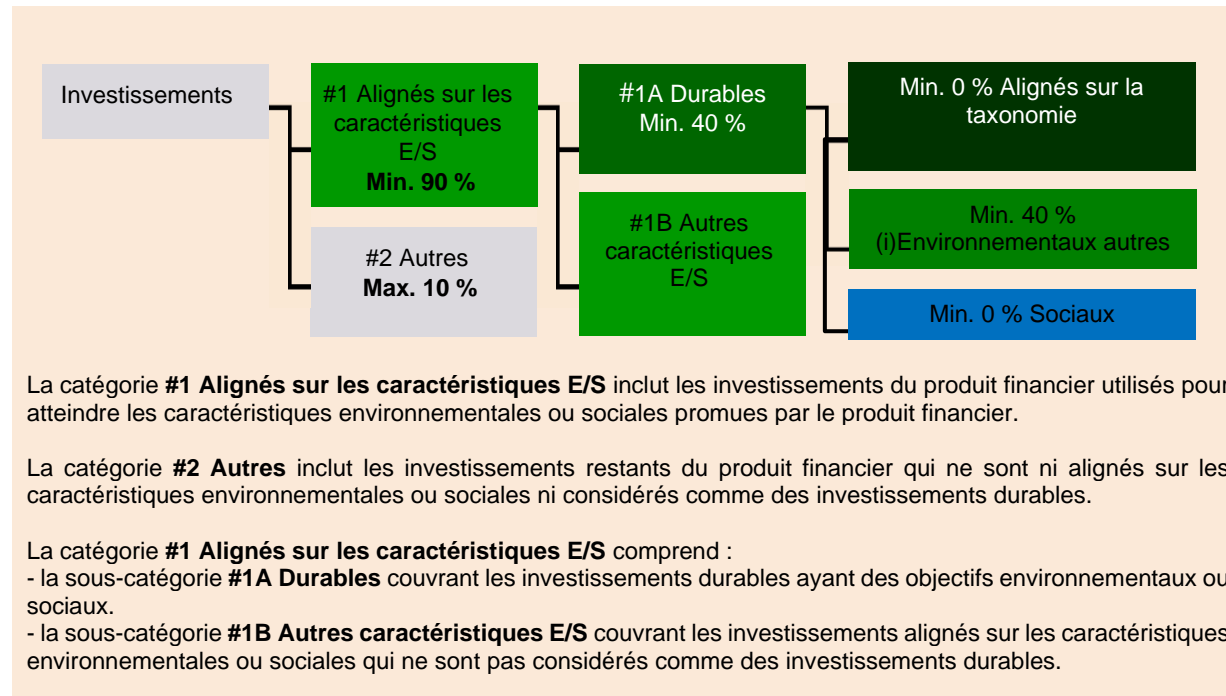 Investissements
#1 Alignés sur les
caractéristiques
E/S
Min. 90 %
#2 Autres
Max. 10 %
#1A Durables
Min. 40 %
#1B Autres
caractéristiques
E/S
Min. 0 % Alignés sur la
taxonomie
Min. 40 %
(i)Environnementaux autres
Min. 0 % Sociaux
La catégorie #1 Alignés sur les caractéristiques E/S inclut les investissements du produit financier utilisés pour
atteindre les caractéristiques environnementales ou sociales promues par le produit financier.
La catégorie #2 Autres inclut les investissements restants du produit financier qui ne sont ni alignés sur les
caractéristiques environnementales ou sociales ni considérés comme des investissements durables.
La catégorie #1 Alignés sur les caractéristiques E/S comprend :
- la sous-catégorie #1A Durables couvrant les investissements durables ayant des objectifs environnementaux ou
sociaux.
- la sous-catégorie #1B Autres caractéristiques E/S couvrant les investissements alignés sur les caractéristiques
environnementales ou sociales qui ne sont pas considérés comme des investissements durables.